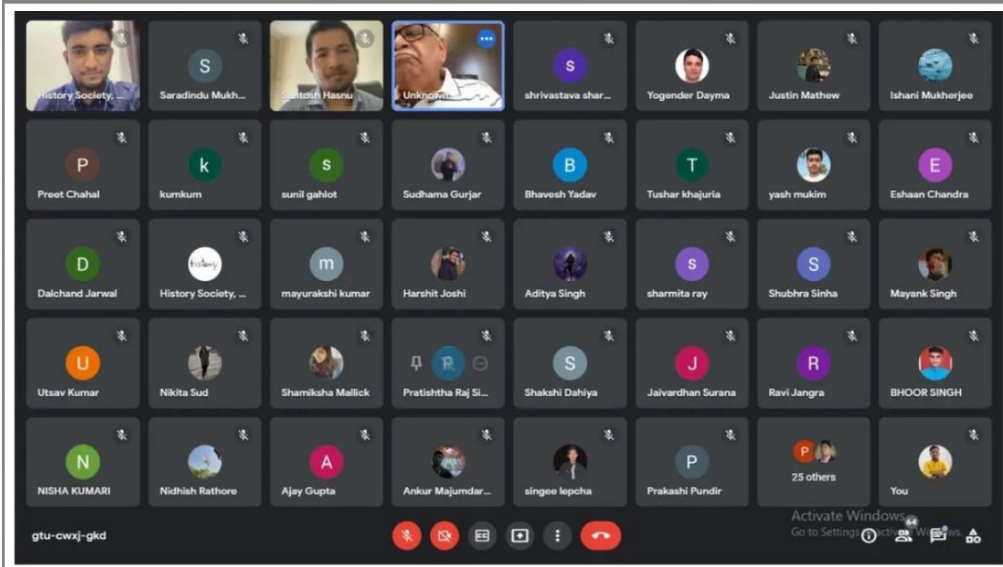 History Society, ...
S
Saradindu Mukh...
Santosh Hasnu
Unknown
s
shrivastava shar...
Yogender Dayma
Justin Mathew
Ishani Mukherjee
P
Preet Chahal
k
kumkum
s
sunil gahlot
Sudhama Gurjar
B
Bhavesh Yadav
T
Tushar khajuria
yash mukim
E
Eshaan Chandra
D
Dalchand Jarwal
history
History Society, ...
m
mayurakshi kumar
Harshit Joshi
Aditya Singh
s
sharmita ray
S
Shubhra Sinha
Mayank Singh
U
Utsav Kumar
Nikita Sud
Shamiksha Mallick
Pratishtha Raj Si...
S
Shakshi Dahiya
J
Jaivardhan Surana
R
Ravi Jangra
BHOOR SINGH
N
NISHA KUMARI
Nidhish Rathore
A
Ajay Gupta
Ankur Majumdar...
singee lepcha
P
Prakashi Pundir
P
25 others
You
Activate Windows
Go to Settings
gtu-cwxj-gkd
64